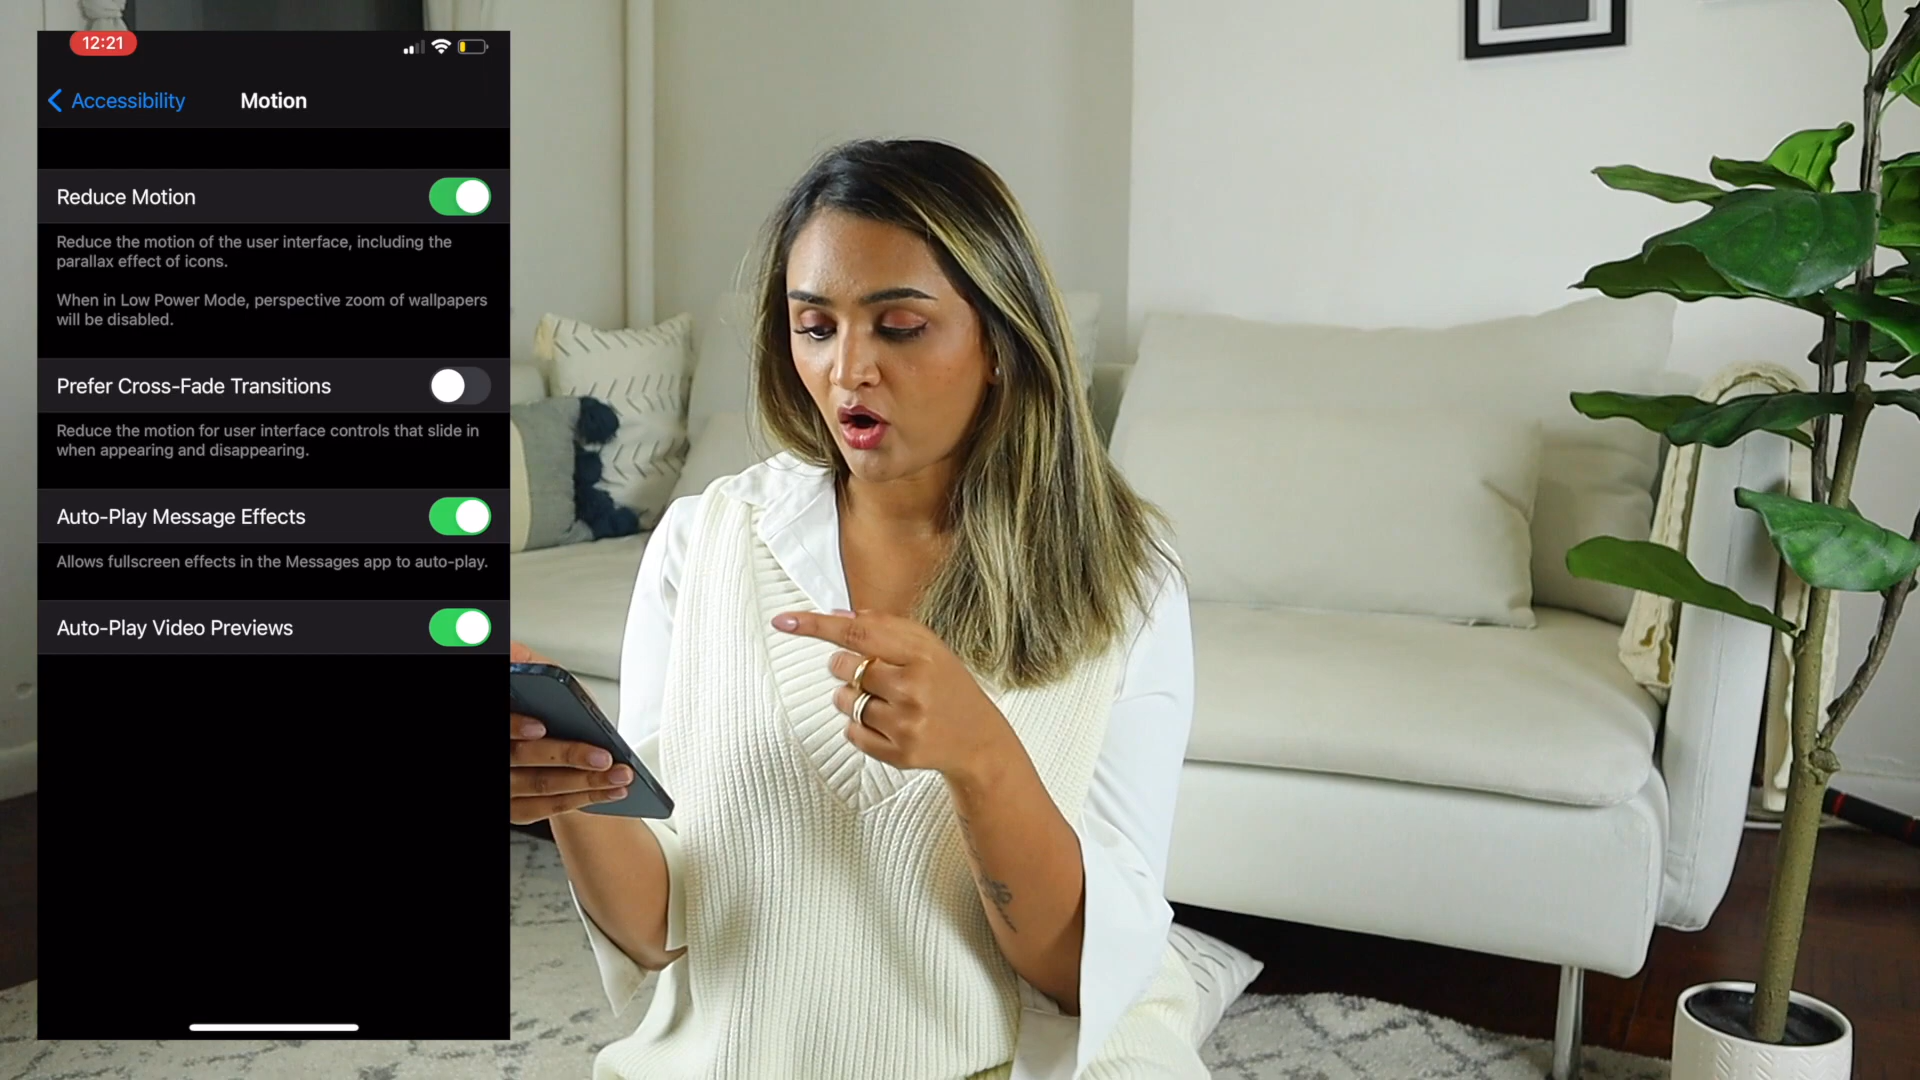 12:21
Accessibility
Motion
Reduce Motion
Reduce the motion of the user interface, including the
parallax effect of icons.
When in Low Power Mode, perspective zoom of wallpapers
will be disabled.
Prefer Cross-Fade Transitions
Reduce the motion for user interface controls that slide in
when appearing and disappearing.
Auto-Play Message Effects
Allows fullscreen effects in the Messages app to auto-play.
Auto-Play Video Previews